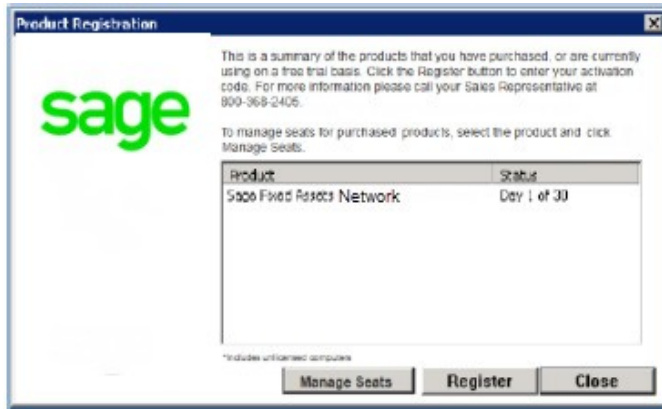 Product Registration
This is a summary of the products that you have purchased, or are currently
using on a free trial basis. Click the Register button to enter your activation
code. For more information please call your Sales Representative at
800-368-2405.
sage
To manage seats for purchased products, select the product and click
Manage Seats.
Product Status
Sage Fixed Assets Network Day 1 of 30
*Includes unlicensed computers
Manage Seats Register Close